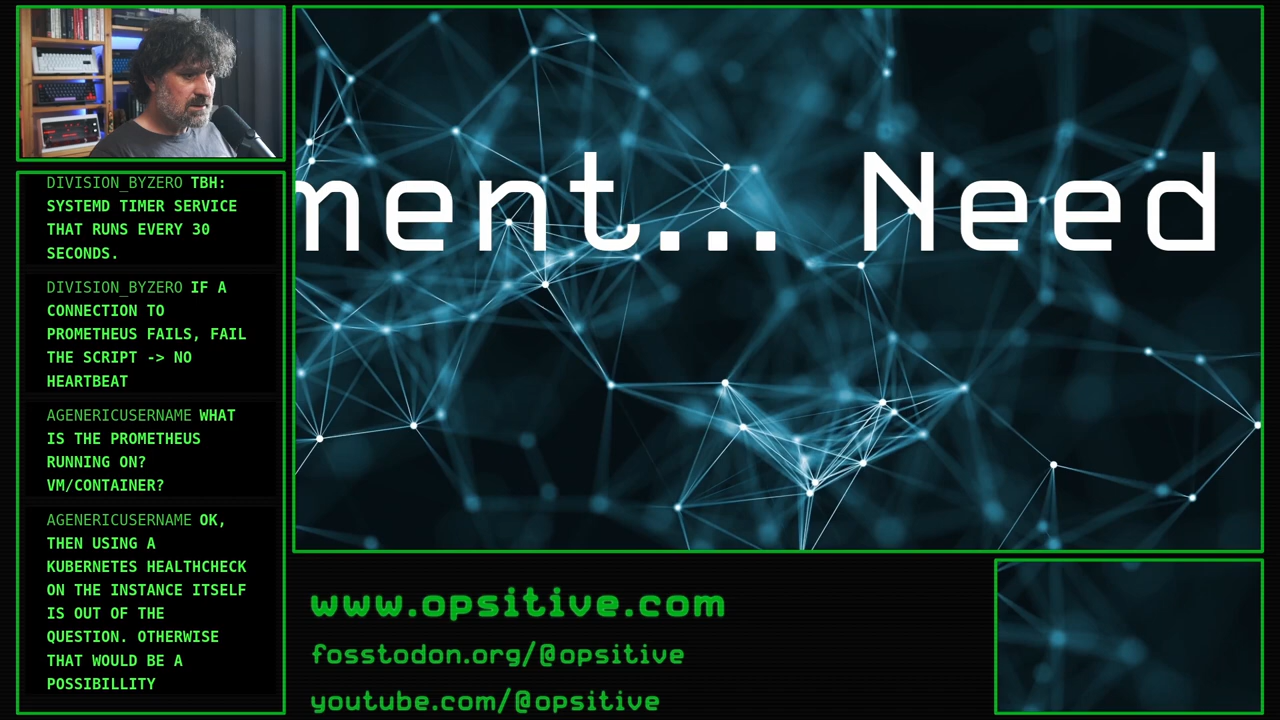 DIVISION_BYZERO TBH:
SYSTEMD TIMER SERVICE
THAT RUNS EVERY 30
SECONDS.
DIVISION_BYZERO IF A
CONNECTION TO
PROMETHEUS FAILS, FAIL
THE SCRIPT -> NO
HEARTBEAT
AGENERICUSERNAME WHAT
IS THE PROMETHEUS
RUNNING ON?
VM/CONTAINER?
AGENERICUSERNAME OK,
THEN USING A
KUBERNETES HEALTHCHECK
ON THE INSTANCE ITSELF
IS OUT OF THE
QUESTION. OTHERWISE
THAT WOULD BE A
POSSIBILLITY
ment... Need
www.opsitive.com
fosstodon.org/@opsitive
youtube.com/@opsitive